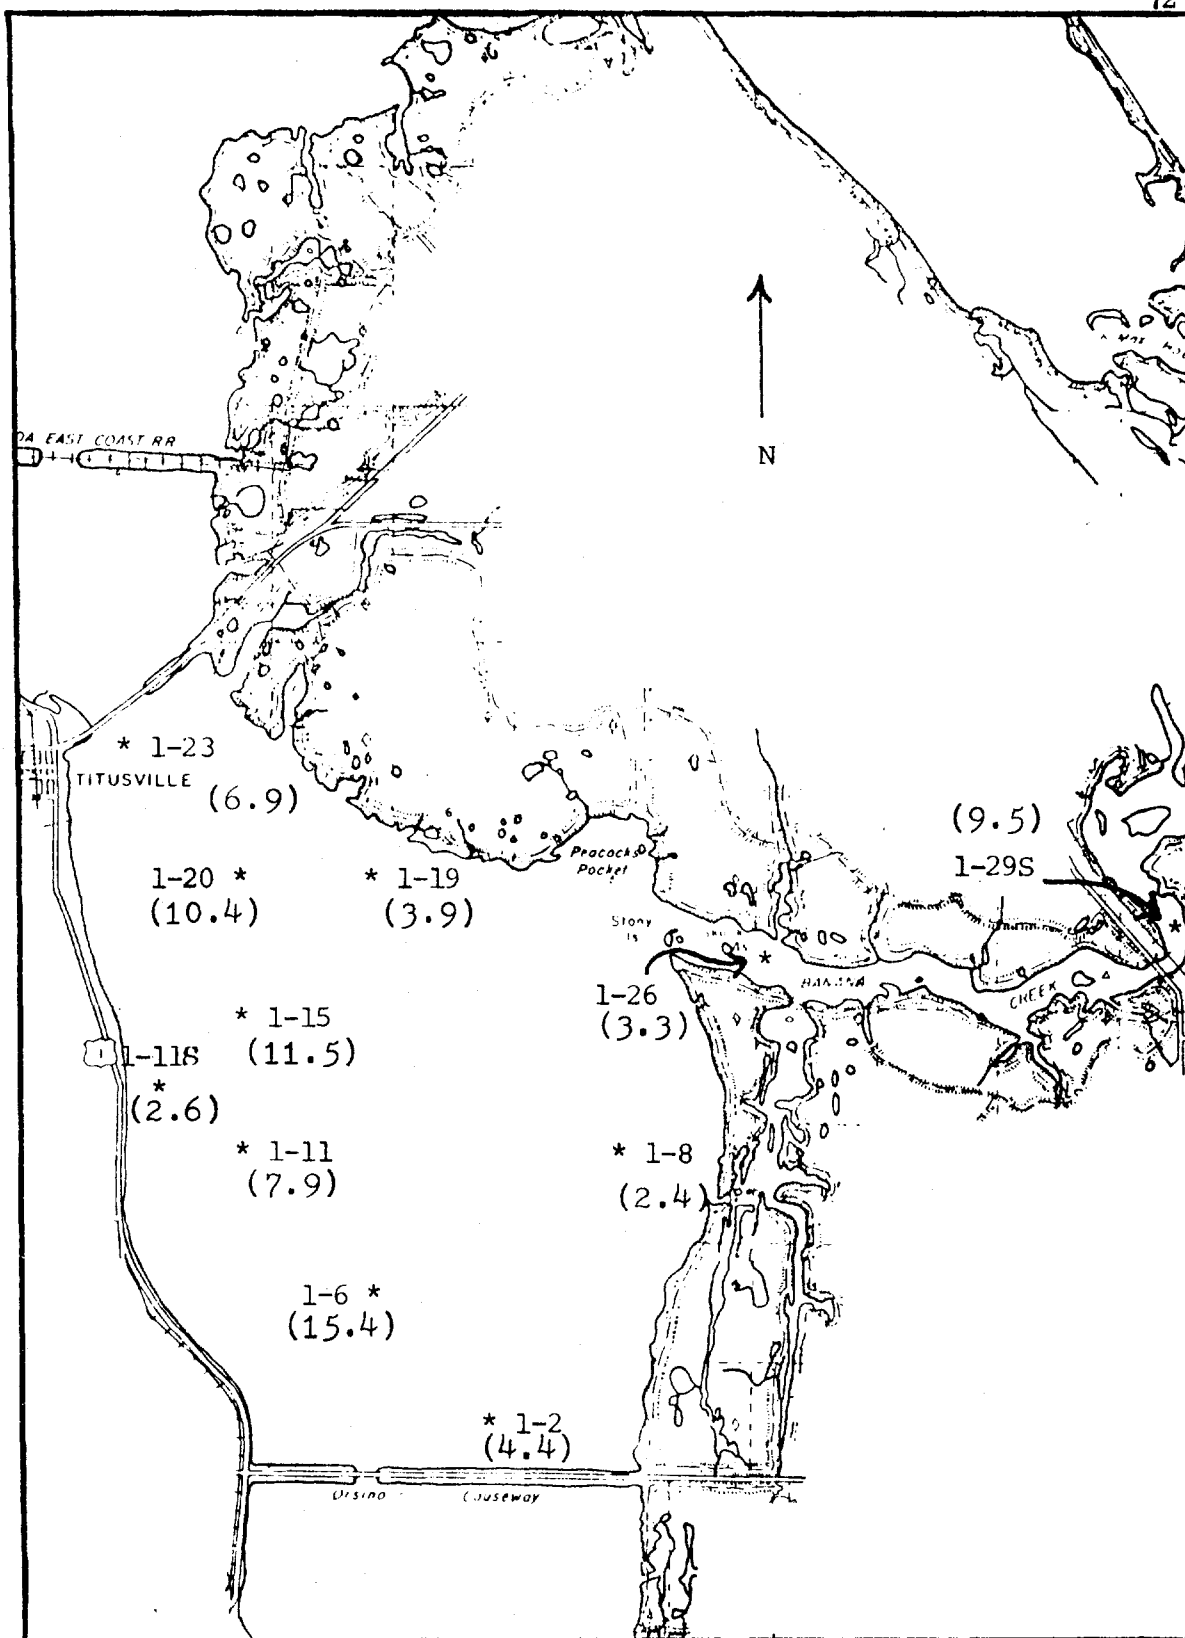 DA EAST COAST RR
N
* 1-23
TITUSVILLE
(6.9)
(9.5)
1-29S
Peacocks
Pocket
1-20 *
(10.4)
* 1-19
(3.9)
Stony
Is
*
*
BANANA
CREEK
1-26
(3.3)
* 1-15
(11.5)
1-11S
*
(2.6)
* 1-11
(7.9)
* 1-8
(2.4)
1-6 *
(15.4)
* 1-2
(4.4)
Orsino Causeway